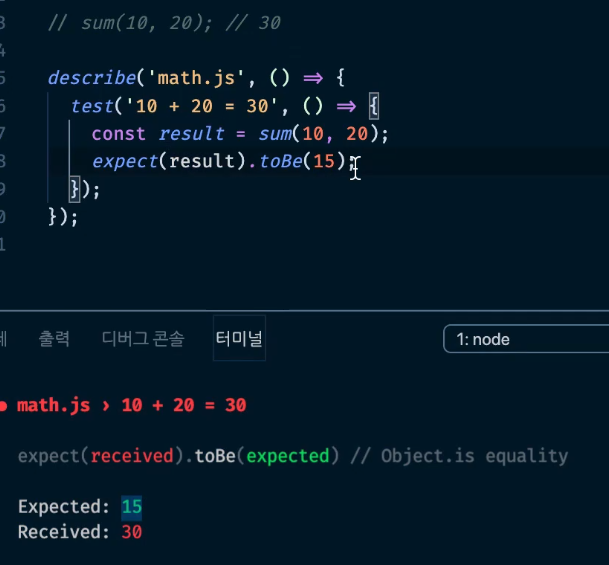 3 // sum(10, 20); // 30
4
5 describe('math.js', () => {
6 test('10 + 20 = 30', () => {
7 const result = sum(10, 20);
8 expect(result).toBe(15);
9 });
0 });
1
출력 디버그 콘솔 터미널 1: node
● math.js › 10 + 20 = 30
expect(received).toBe(expected) // Object.is equality
Expected: 15
Received: 30